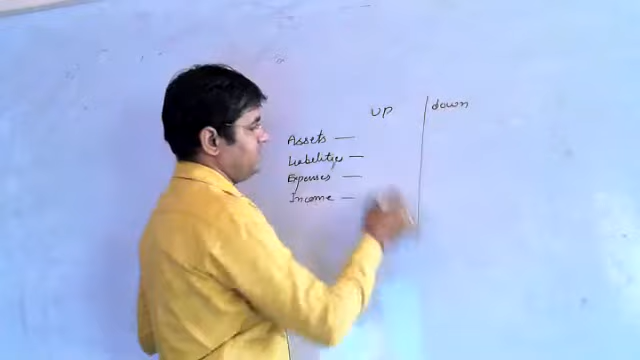 up down
Assets —
Liabilities —
Expenses —
Income —